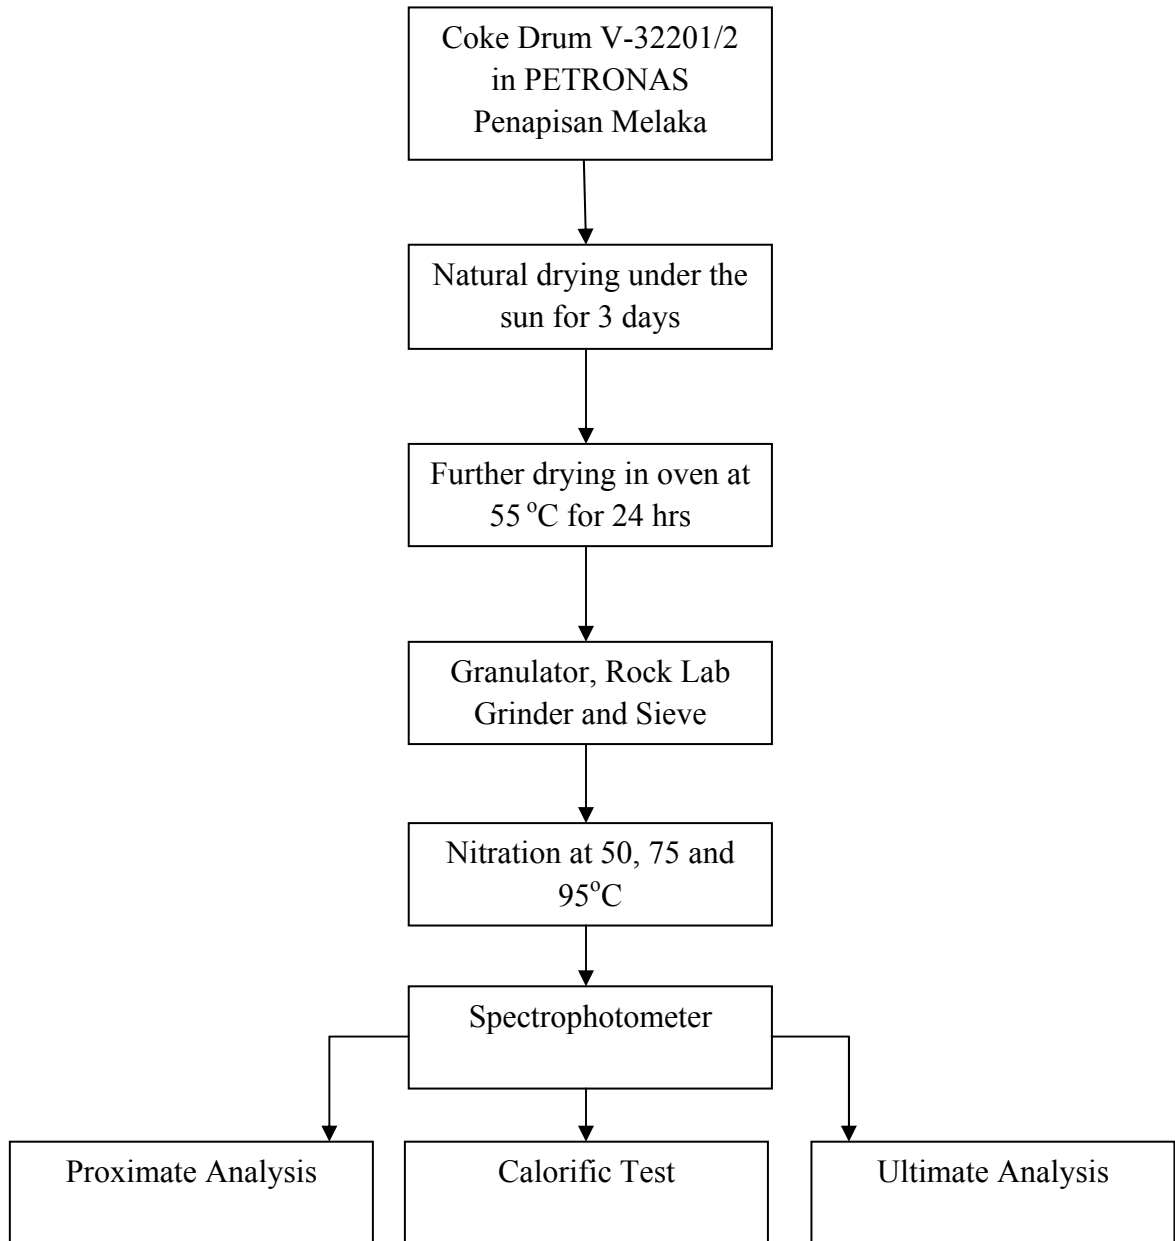 Coke Drum V-32201/2
in PETRONAS
Penapisan Melaka
Natural drying under the
sun for 3 days
Further drying in oven at
55 °C for 24 hrs
Granulator, Rock Lab
Grinder and Sieve
Nitration at 50, 75 and
95°C
Spectrophotometer
Proximate Analysis
Calorific Test
Ultimate Analysis